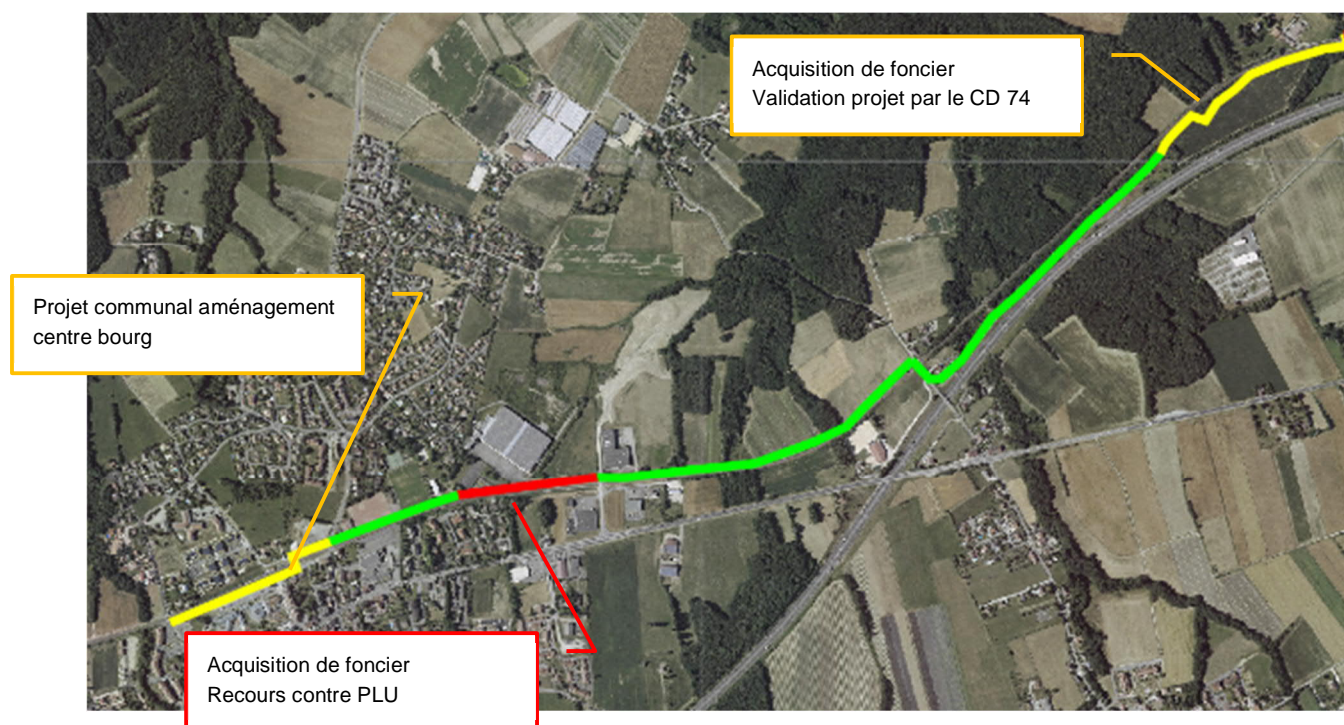 Acquisition de foncier
Validation projet par le CD 74
Projet communal aménagement
centre bourg
Acquisition de foncier
Recours contre PLU